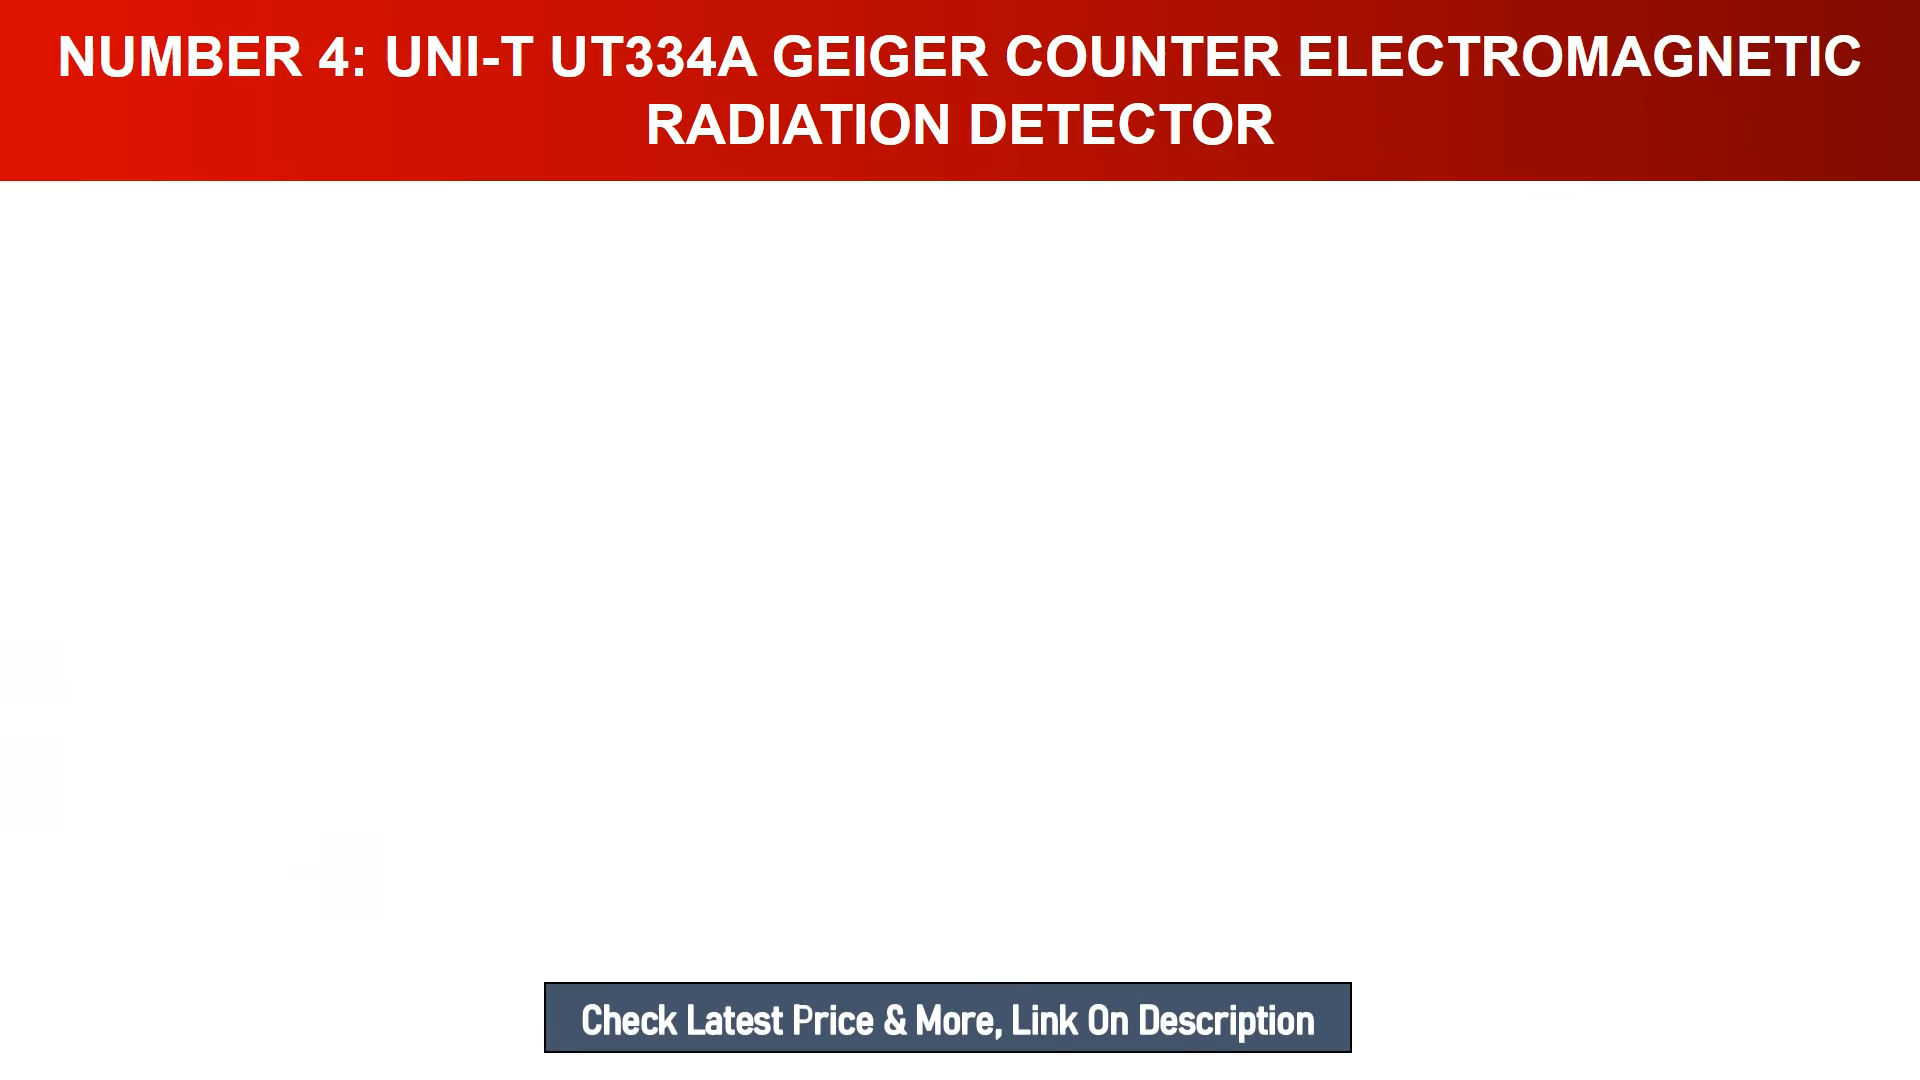 NUMBER 4: UNI-T UT334A GEIGER COUNTER ELECTROMAGNETIC
RADIATION DETECTOR
Check Latest Price & More, Link On Description